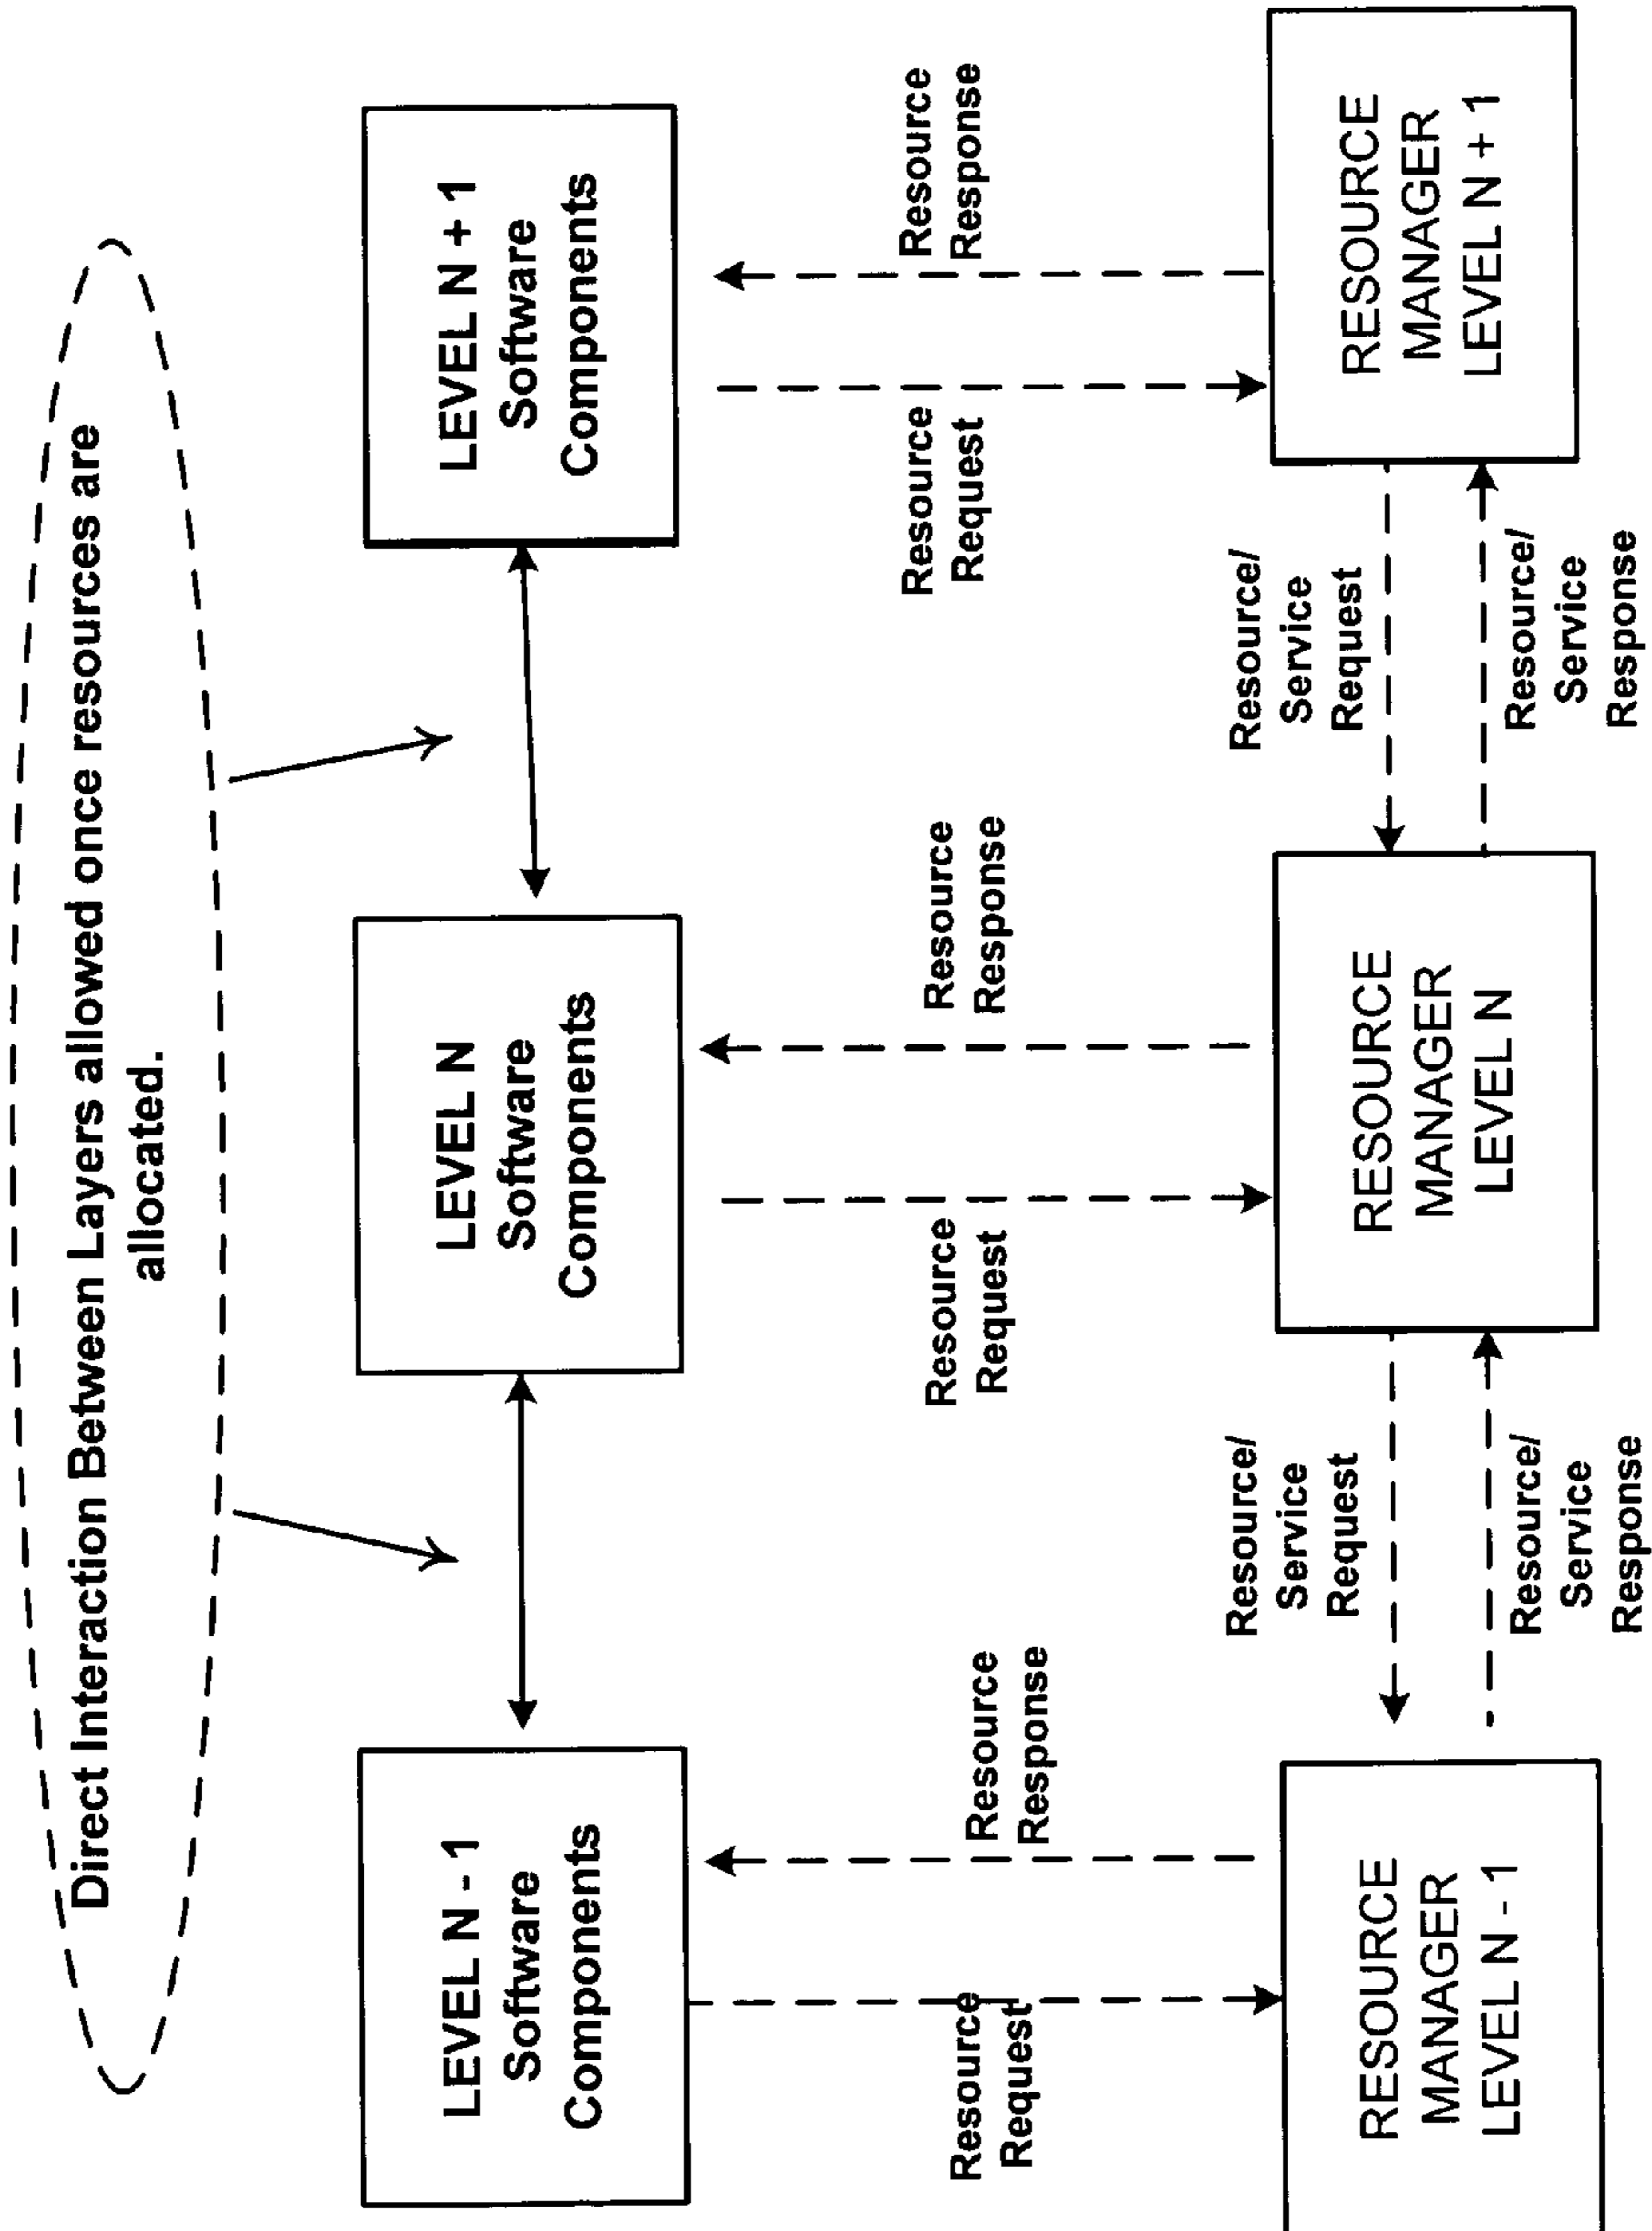 Direct Interaction Between Layers allowed once resources are
allocated.
LEVEL N - 1
Software
Components
LEVEL N
Software
Components
LEVEL N + 1
Software
Components
Resource
Request
Resource
Response
Resource
Request
Resource
Response
Resource
Request
Resource
Response
Resource/
Service
Request
Resource/
Service
Request
RESOURCE
MANAGER
LEVEL N - 1
RESOURCE
MANAGER
LEVEL N
RESOURCE
MANAGER
LEVEL N + 1
Resource/
Service
Response
Resource/
Service
Response